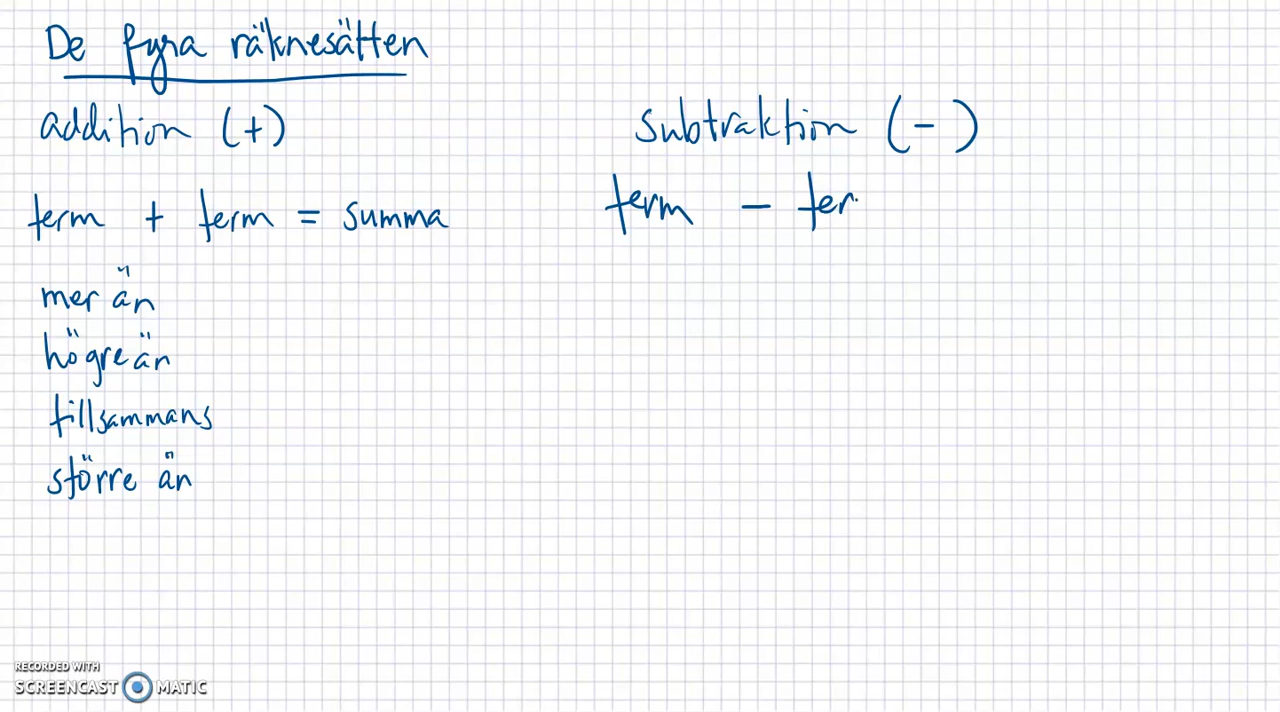 De fyra räknesätten
addition (+)
term + term = summa
mer än
högre än
tillsammans
större än
subtraktion (-)
term - ter
RECORDED WITH
SCREENCAST MATIC